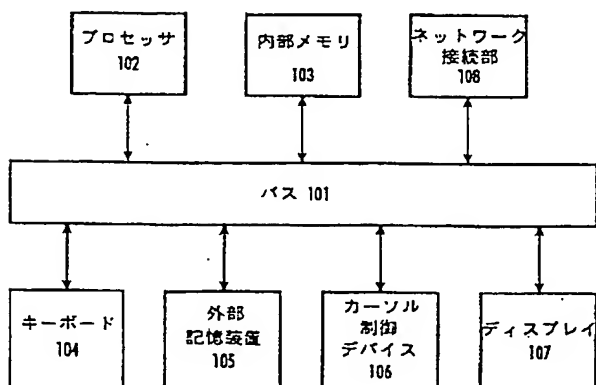 プロセッサ
102
内部メモリ
103
ネットワーク
接続部
108
バス 101
キーボード
104
外部
記憶装置
105
カーソル
制御
デバイス
106
ディスプレイ
107